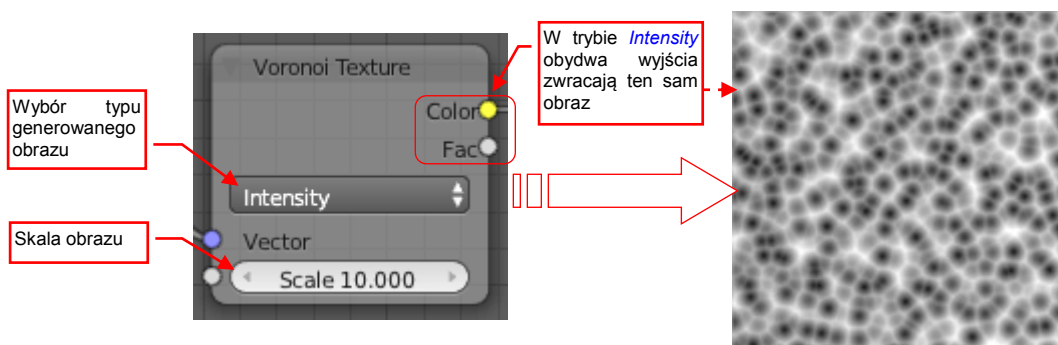 Wybór typu
generowanego
obrazu
Skala obrazu
Voronoi Texture
Color
Fac
Intensity
Vector
Scale 10.000
W trybie Intensity
obydwa wyjścia
zwracają ten sam
obraz